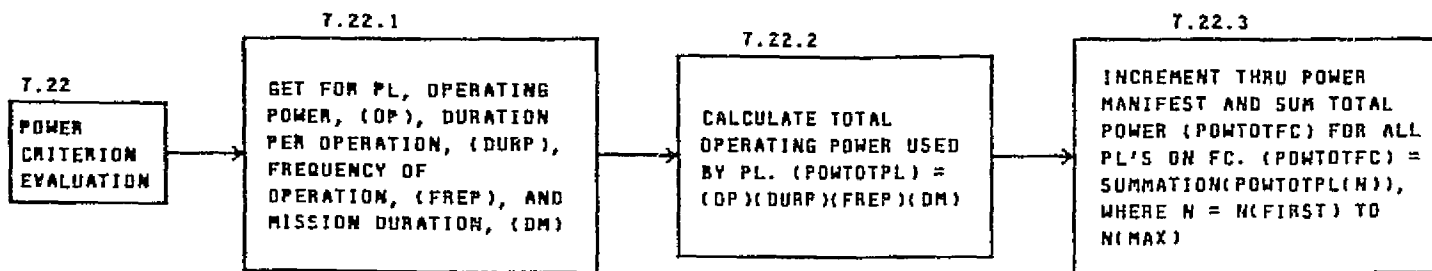 7.22
POWER
CRITERION
EVALUATION
7.22.1
GET FOR PL, OPERATING
POWER, (OP), DURATION
PER OPERATION, (DURP),
FREQUENCY OF
OPERATION, (FREP), AND
MISSION DURATION, (DM)
7.22.2
CALCULATE TOTAL
OPERATING POWER USED
BY PL. (POWTOTPL) =
(OP)(DURP)(FREP)(DM)
7.22.3
INCREMENT THRU POWER
MANIFEST AND SUM TOTAL
POWER (POWTOTFC) FOR ALL
PL'S ON FC. (POWTOTFC) =
SUMMATION(POWTOTPL(N)),
WHERE N = N(FIRST) TO
N(MAX)